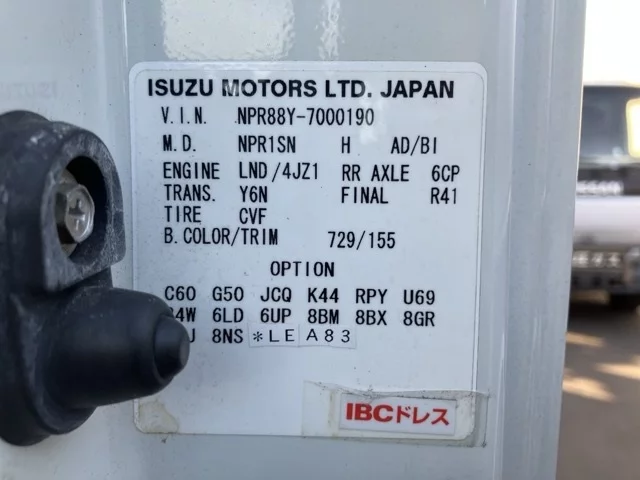 ISUZU MOTORS LTD. JAPAN
V.I.N. NPR88Y-7000190
M.D. NPR1SN H AD/BI
ENGINE LND/4JZ1 RR AXLE 6CP
TRANS. Y6N FINAL R41
TIRE CVF
B.COLOR/TRIM 729/155
OPTION
C60 G50 JCQ K44 RPY U69
6LD 6UP 8BM 8BX 8GR
8NS *LE A83
IBCドレス